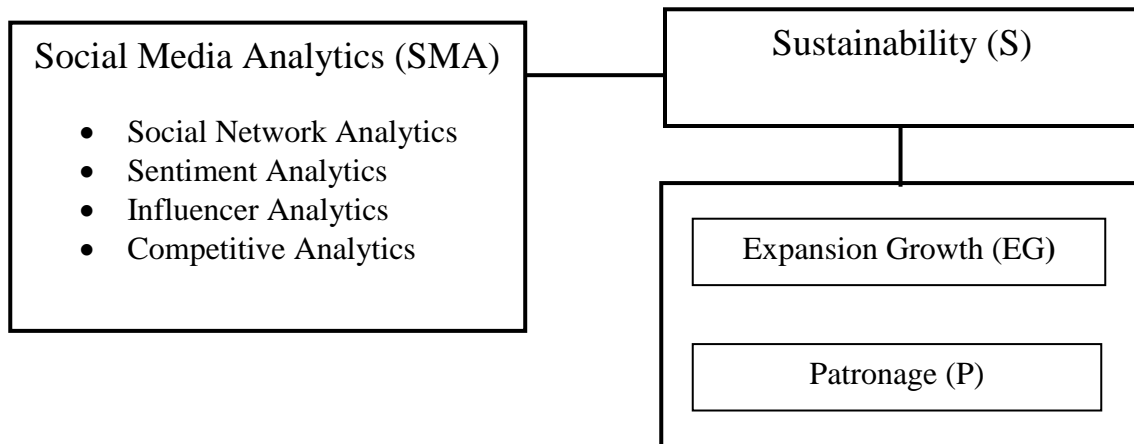 Social Media Analytics (SMA)
• Social Network Analytics
• Sentiment Analytics
• Influencer Analytics
• Competitive Analytics
Sustainability (S)
Expansion Growth (EG)
Patronage (P)